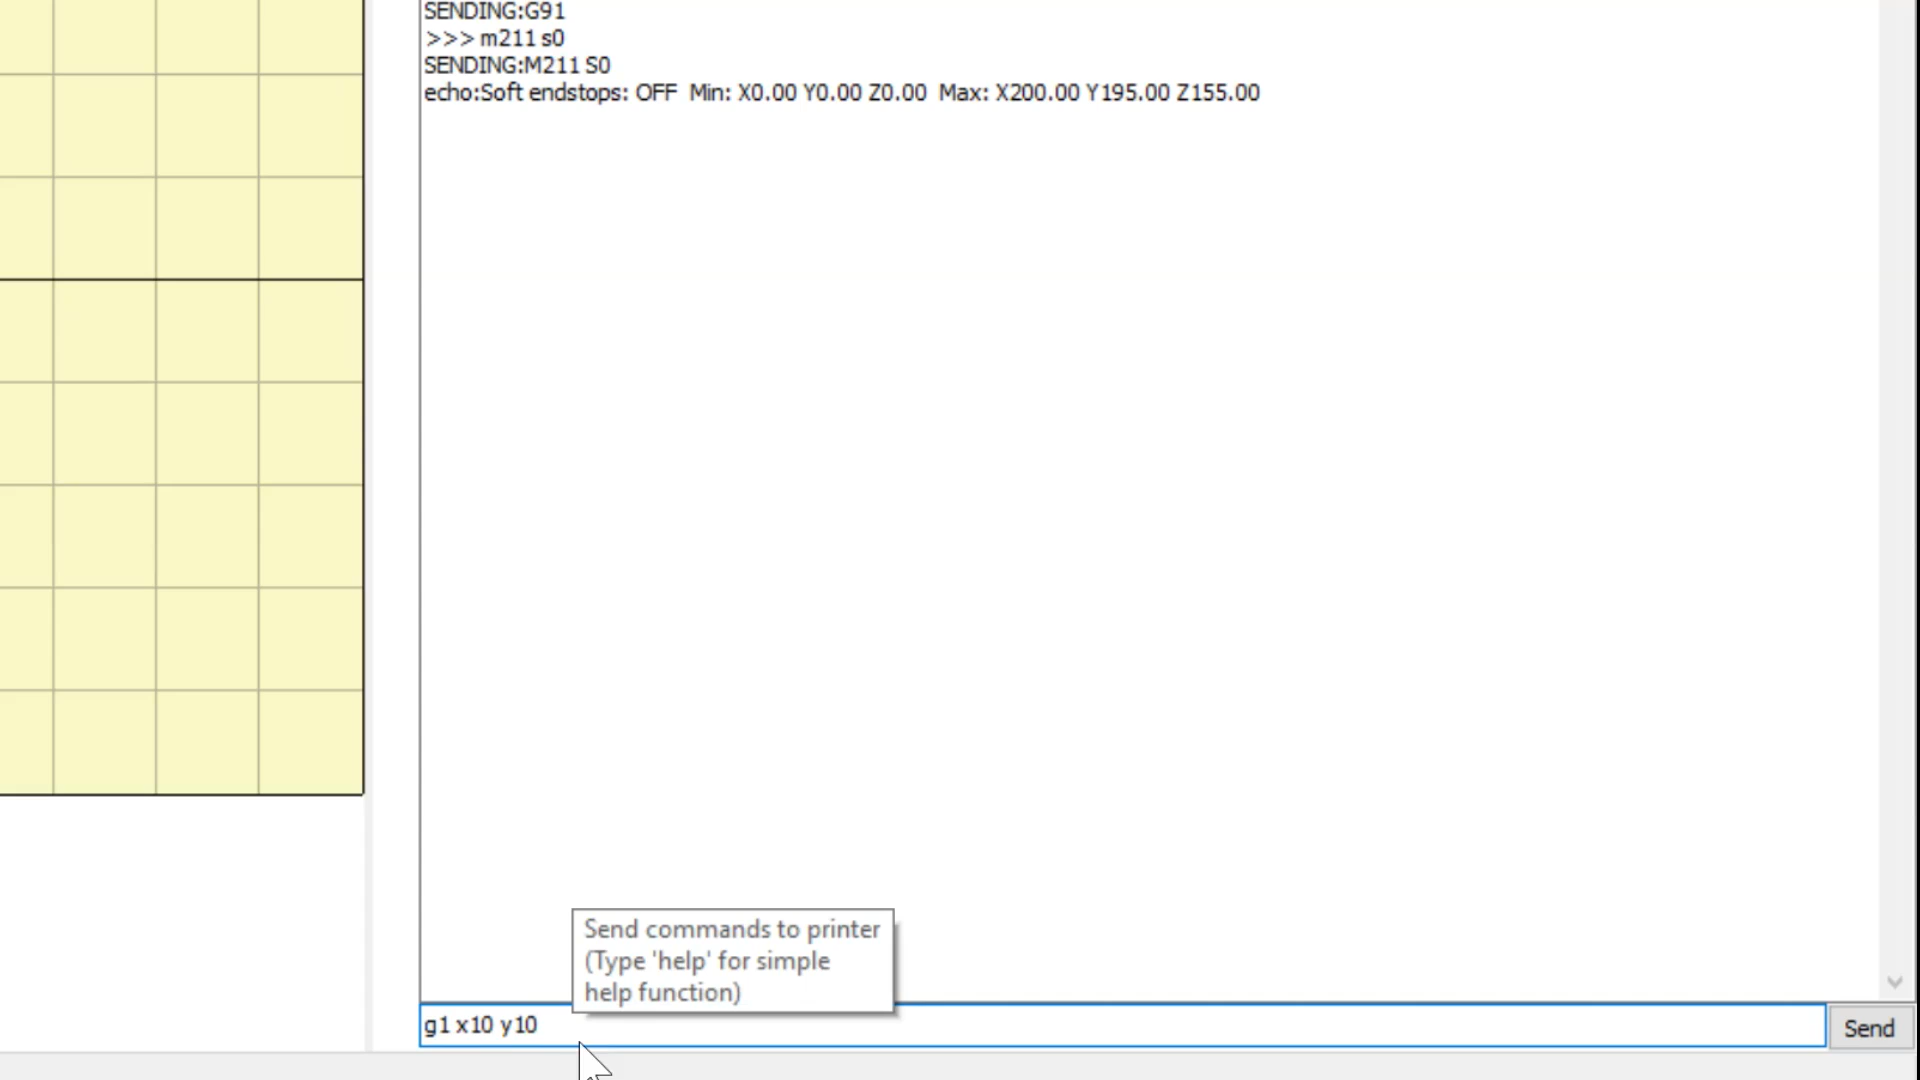 SENDING:G91
>>> m211 s0
SENDING:M211 S0
echo:Soft endstops: OFF  Min: X0.00 Y0.00 Z0.00  Max: X200.00 Y195.00 Z155.00
Send commands to printer
(Type 'help' for simple
help function)
g1 x10 y10
Send